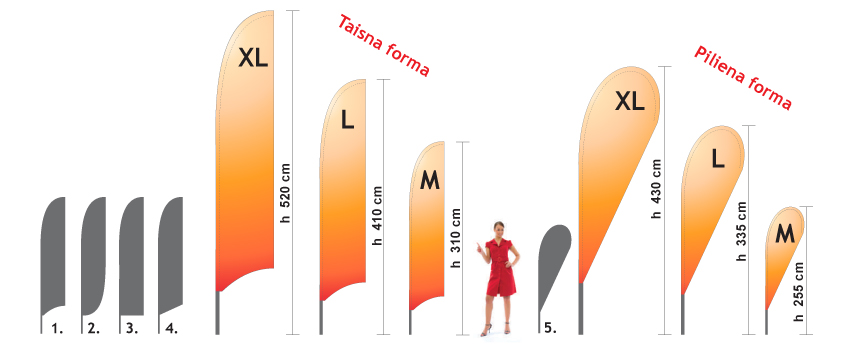 Taisna forma
Piliena forma
XL
h 520 cm
L
h 410 cm
M
h 310 cm
XL
h 430 cm
L
h 335 cm
M
h 255 cm
1.
2.
3.
4.
5.